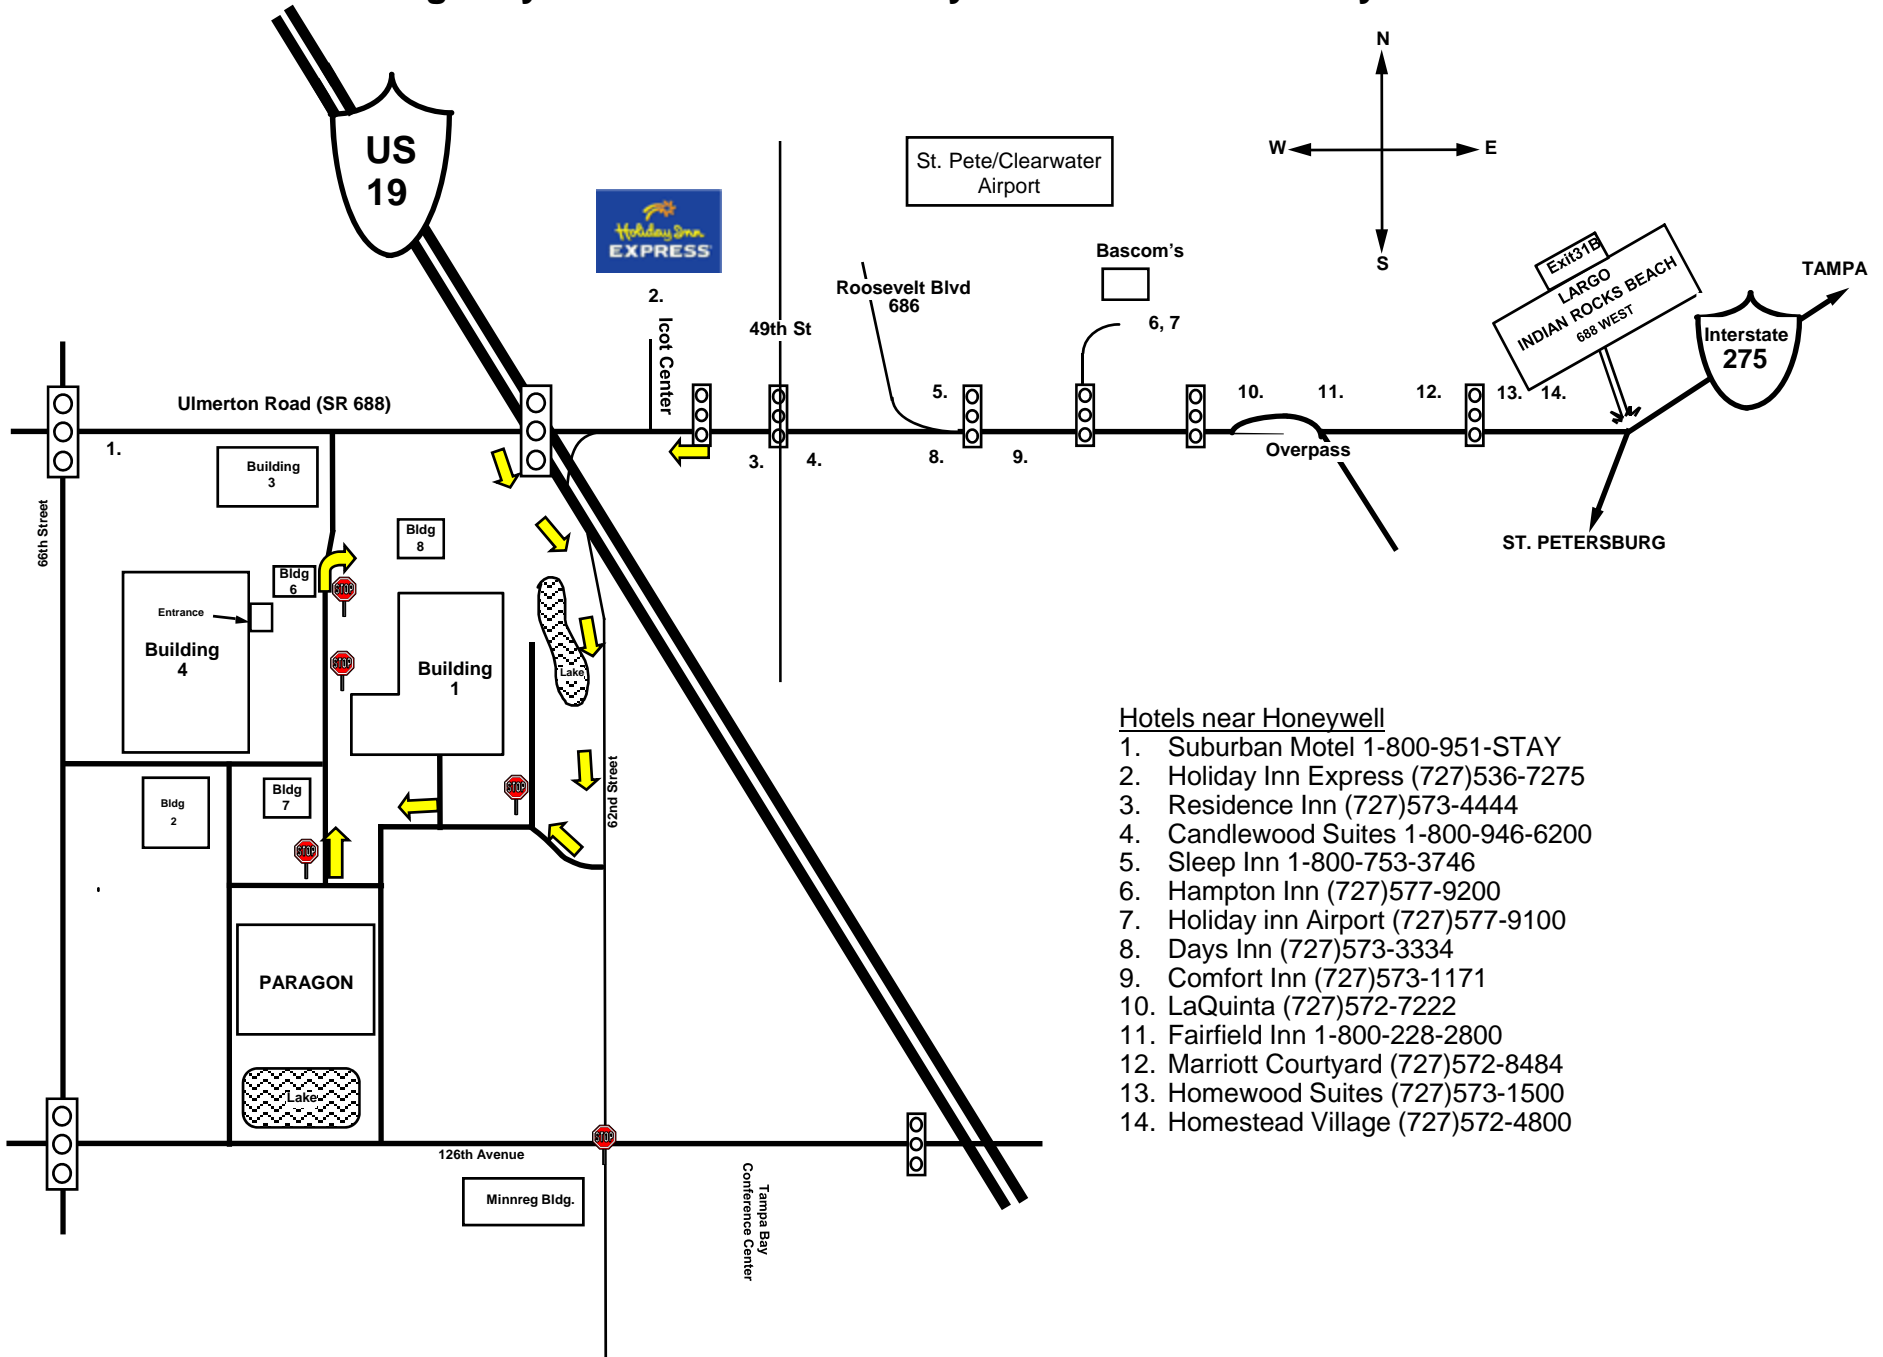 US
19
Holiday Inn
EXPRESS
2.
Icot Center
49th St
St. Pete/Clearwater
Airport
Roosevelt Blvd
686
Bascom's
6, 7
N
W
E
S
Exit31B
LARGO
INDIAN ROCKS BEACH
688 WEST
TAMPA
Interstate
275
ST. PETERSBURG
Ulmerton Road (SR 688)
1.
3.
4.
5.
8.
9.
10.
11.
12.
13.
14.
Overpass
66th Street
Building
3
Bldg
8
Bldg
6
STOP
Entrance
Building
4
STOP
Building
1
Lake
62nd Street
Bldg
2
Bldg
7
STOP
STOP
PARAGON
Lake
STOP
126th Avenue
Minnreg Bldg.
Tampa Bay
Conference Center
Hotels near Honeywell
1. Suburban Motel 1-800-951-STAY
2. Holiday Inn Express (727)536-7275
3. Residence Inn (727)573-4444
4. Candlewood Suites 1-800-946-6200
5. Sleep Inn 1-800-753-3746
6. Hampton Inn (727)577-9200
7. Holiday inn Airport (727)577-9100
8. Days Inn (727)573-3334
9. Comfort Inn (727)573-1171
10. LaQuinta (727)572-7222
11. Fairfield Inn 1-800-228-2800
12. Marriott Courtyard (727)572-8484
13. Homewood Suites (727)573-1500
14. Homestead Village (727)572-4800